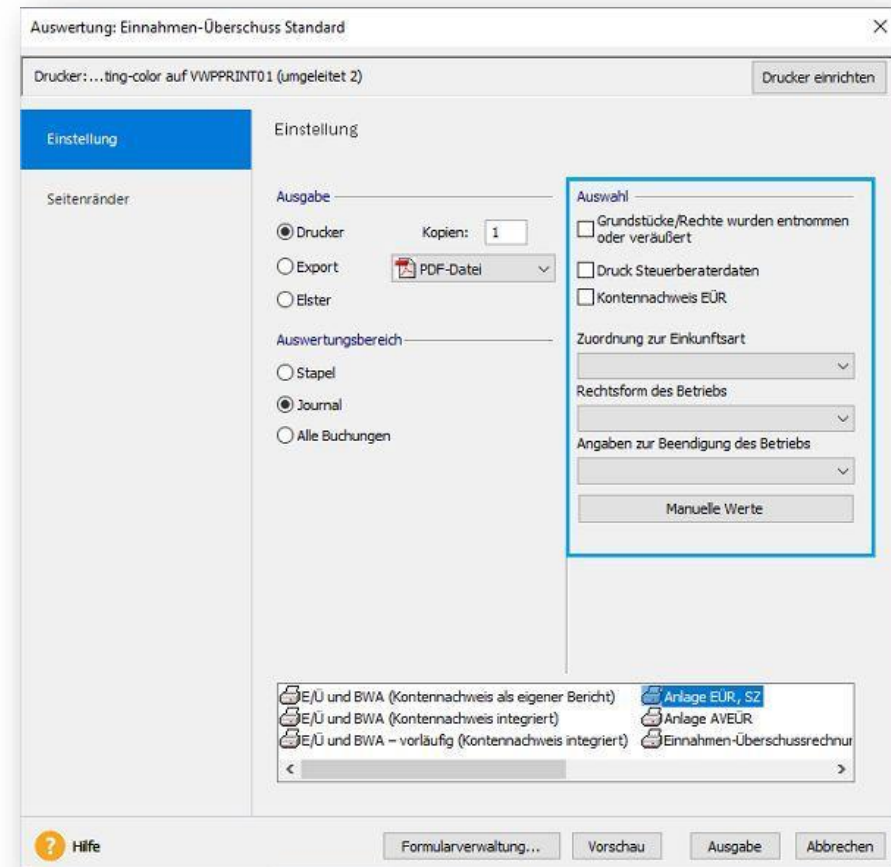 Auswertung: Einnahmen-Überschuss Standard
Drucker:...ting-color auf VWPPRINT01 (umgeleitet 2)
Drucker einrichten
Einstellung
Seitenränder
Einstellung
Ausgabe
Drucker
Kopien: 1
Export
PDF-Datei
Elster
Auswertungsbereich
Stapel
Journal
Alle Buchungen
Auswahl
Grundstücke/Rechte wurden entnommen
oder veräußert
Druck Steuerberaterdaten
Kontennachweis EÜR
Zuordnung zur Einkunftsart
Rechtsform des Betriebs
Angaben zur Beendigung des Betriebs
Manuelle Werte
E/Ü und BWA (Kontennachweis als eigener Bericht)
E/Ü und BWA (Kontennachweis integriert)
E/Ü und BWA – vorläufig (Kontennachweis integriert)
Anlage EÜR, SZ
Anlage AVEÜR
Einnahmen-Überschussrechnur
? Hilfe
Formularverwaltung...
Vorschau
Ausgabe
Abbrechen